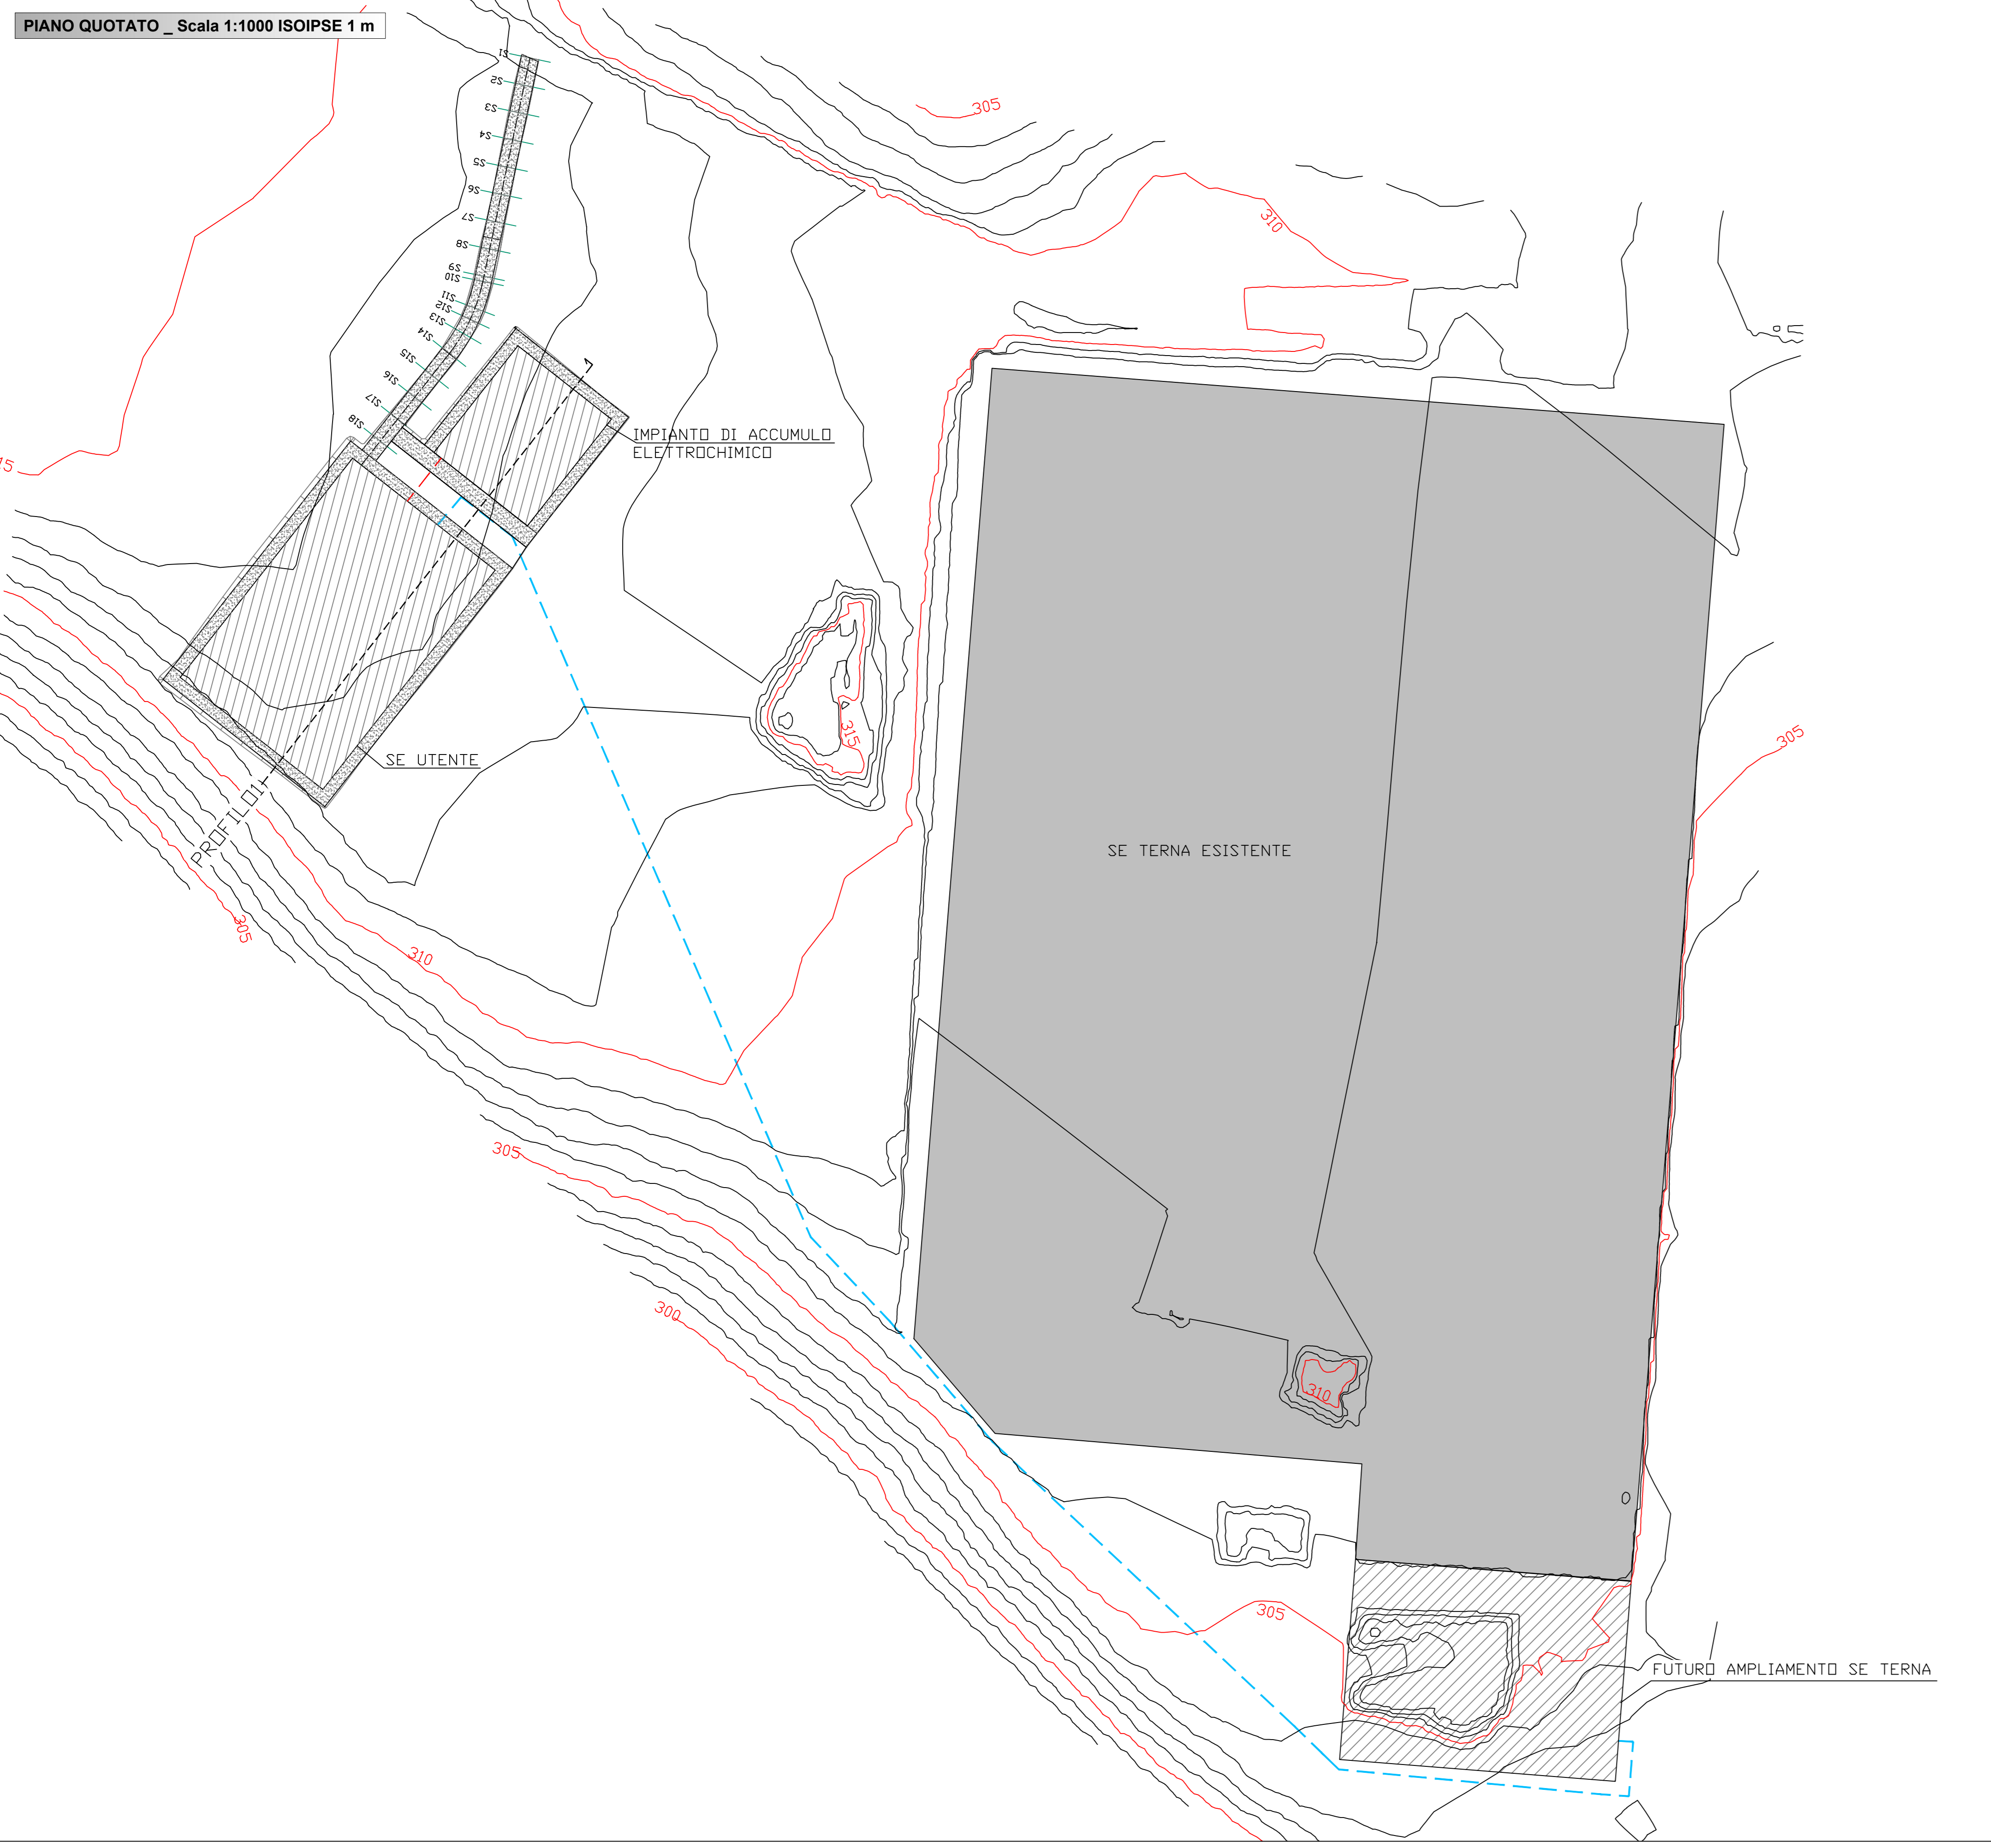 PIANO QUOTATO _ Scala 1:1000 ISOIPSE 1 m
S1
S2
S3
S4
S5
S6
S7
S8
S9
S10
S11
S12
S13
S14
S15
S16
S17
S18
305
310
15
1
IMPIANTO DI ACCUMULO
ELETTROCHIMICO
315
305
SE UTENTE
PROFILO1
SE TERNA ESISTENTE
305
310
305
300
310
305
FUTURO AMPLIAMENTO SE TERNA